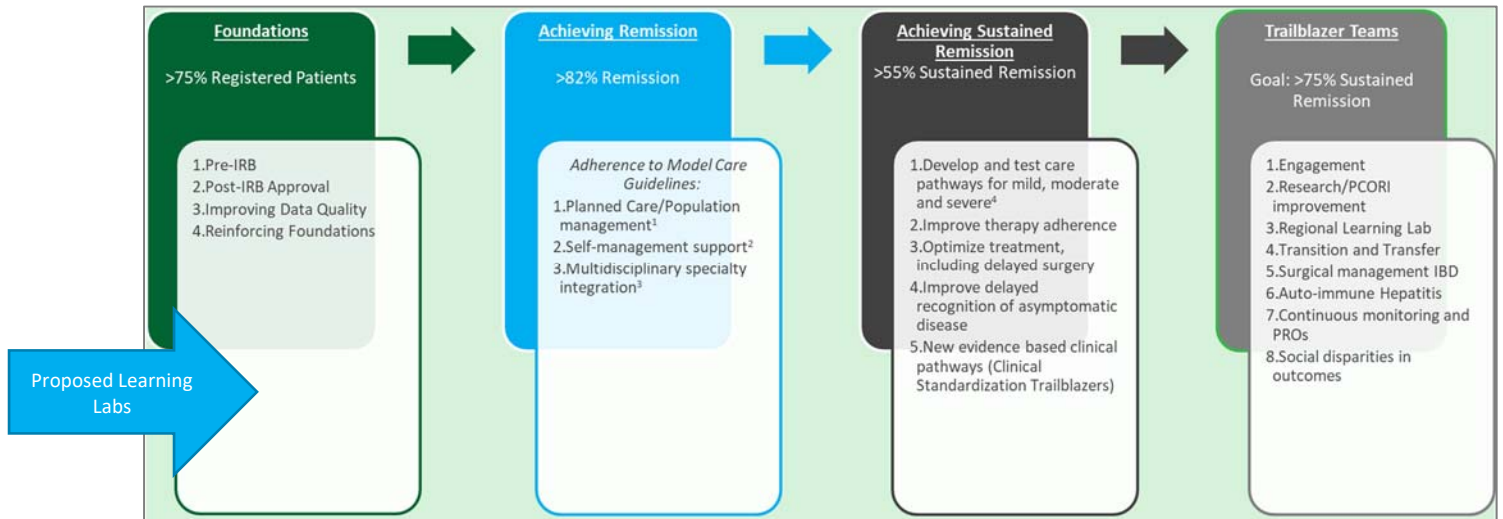 Foundations
>75% Registered Patients
1.Pre-IRB
2.Post-IRB Approval
3.Improving Data Quality
4.Reinforcing Foundations
Proposed Learning
Labs
Achieving Remission
>82% Remission
Adherence to Model Care
Guidelines:
1.Planned Care/Population
management¹
2.Self-management support²
3.Multidisciplinary specialty
integration³
Achieving Sustained
Remission
>55% Sustained Remission
1.Develop and test care
pathways for mild, moderate
and severe⁴
2.Improve therapy adherence
3.Optimize treatment,
including delayed surgery
4.Improve delayed
recognition of asymptomatic
disease
5.New evidence based clinical
pathways (Clinical
Standardization Trailblazers)
Trailblazer Teams
Goal: >75% Sustained
Remission
1.Engagement
2.Research/PCORI
improvement
3.Regional Learning Lab
4.Transition and Transfer
5.Surgical management IBD
6.Auto-immune Hepatitis
7.Continuous monitoring and
PROs
8.Social disparities in
outcomes